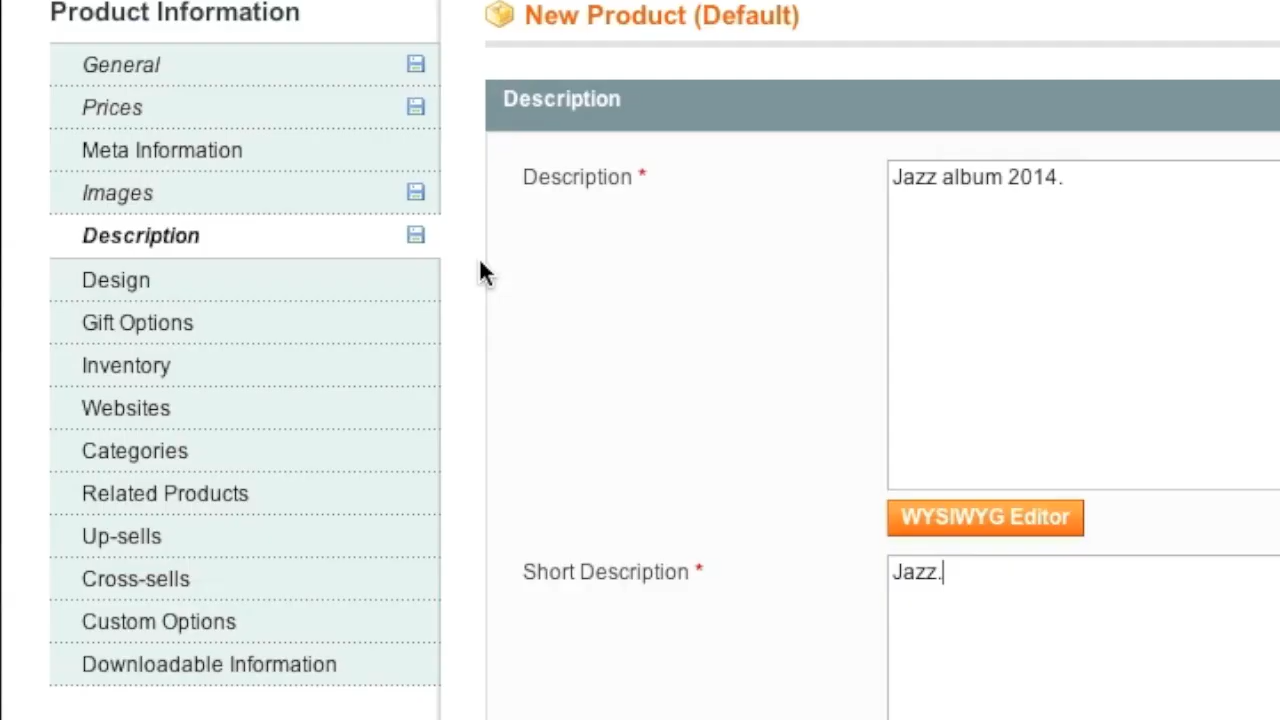 Product Information
General
Prices
Meta Information
Images
Description
Design
Gift Options
Inventory
Websites
Categories
Related Products
Up-sells
Cross-sells
Custom Options
Downloadable Information
New Product (Default)
Description
Description *
Jazz album 2014.
WYSIWYG Editor
Short Description *
Jazz.